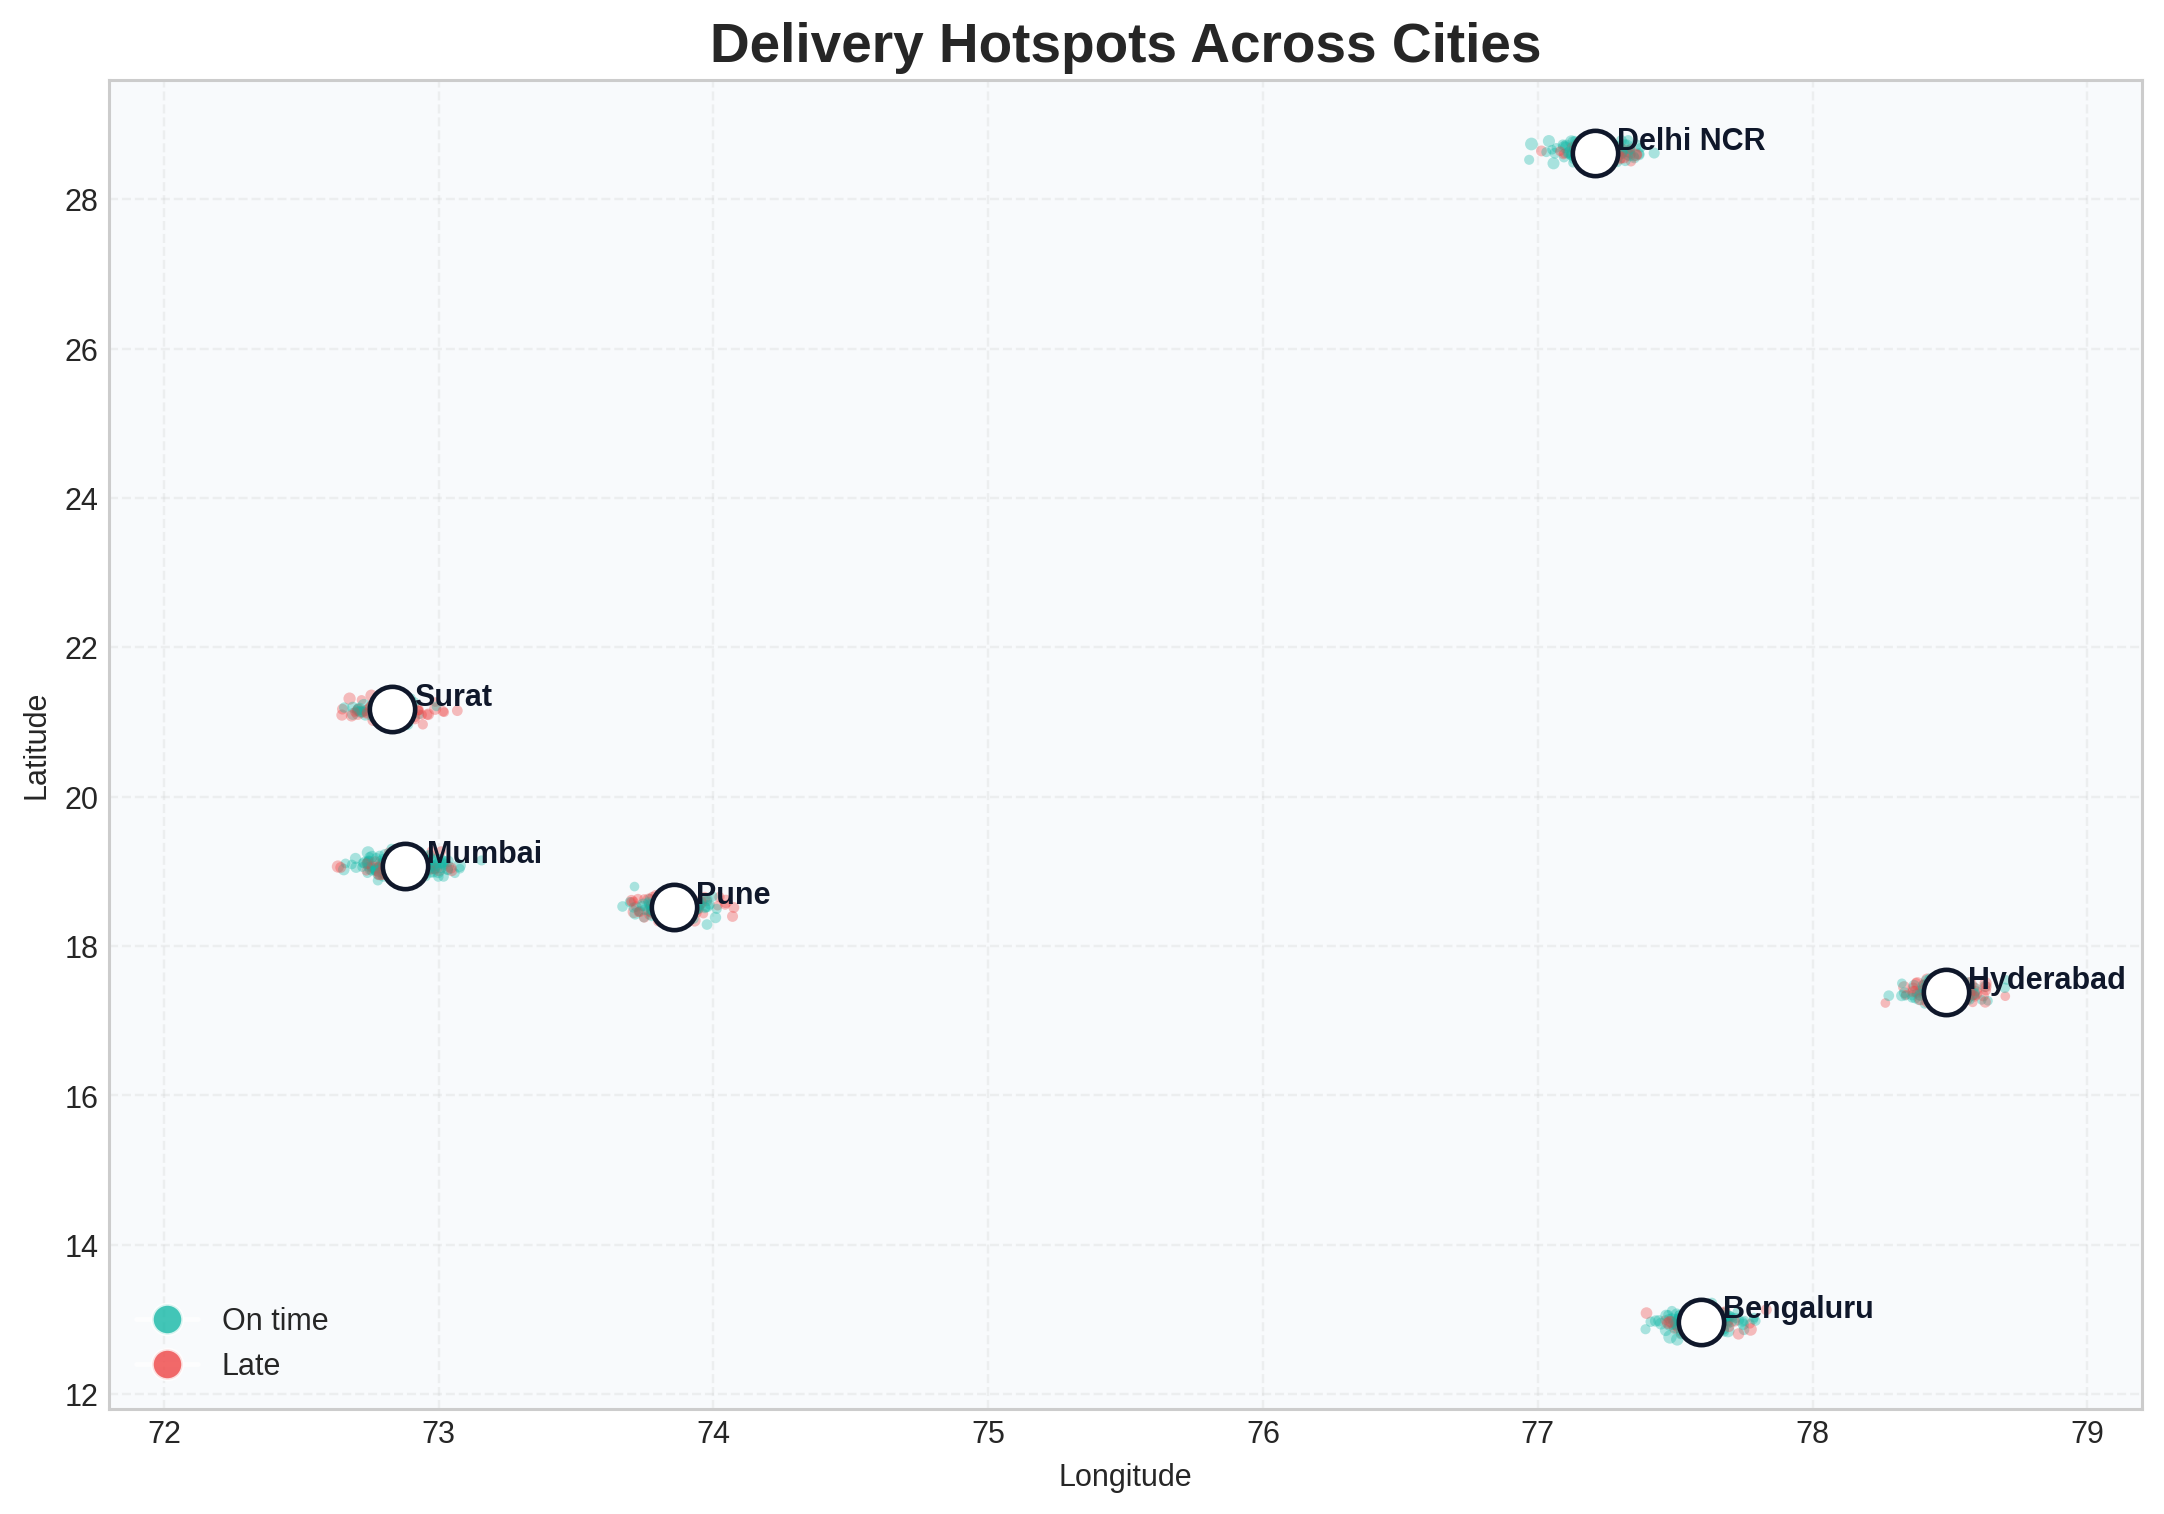 Delivery Hotspots Across Cities
Delhi NCR
28
26
24
22
Surat
Latitude
20
Mumbai
Pune
18
Hyderabad
16
14
Bengaluru
On time
Late
12
72 73 74 75 76 77 78 79
Longitude